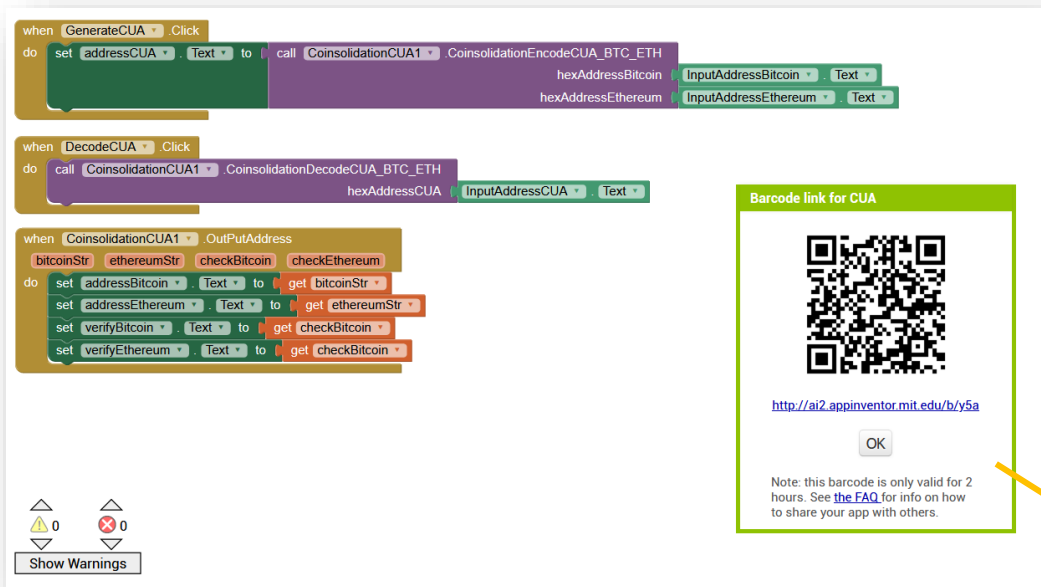 when GenerateCUA .Click
do set addressCUA . Text to call CoinsolidationCUA1 .CoinsolidationEncodeCUA_BTC_ETH
hexAddressBitcoin InputAddressBitcoin . Text
hexAddressEthereum InputAddressEthereum . Text
when DecodeCUA .Click
do call CoinsolidationCUA1 .CoinsolidationDecodeCUA_BTC_ETH
hexAddressCUA InputAddressCUA . Text
when CoinsolidationCUA1 .OutPutAddress
bitcoinStr ethereumStr checkBitcoin checkEthereum
do set addressBitcoin . Text to get bitcoinStr
set addressEthereum . Text to get ethereumStr
set verifyBitcoin . Text to get checkBitcoin
set verifyEthereum . Text to get checkBitcoin
Barcode link for CUA
http://ai2.appinventor.mit.edu/b/y5a
OK
Note: this barcode is only valid for 2
hours. See the FAQ for info on how
to share your app with others.
0 0
Show Warnings